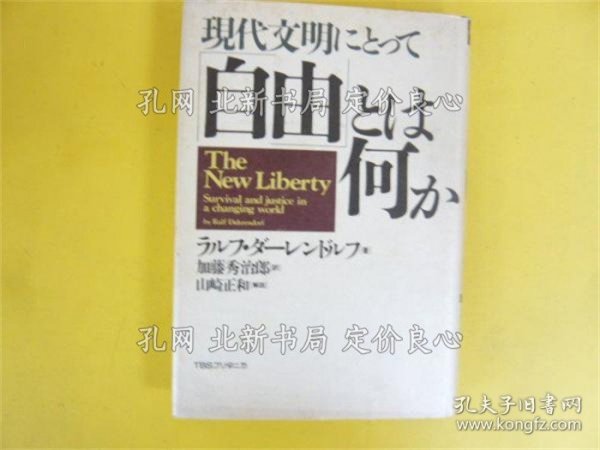 現代文明にとって
「自由」とは
何か
The
New Liberty
Survival and justice in
a changing world
by Ralf Dahrendorf
ラルフ・ダーレンドルフ 著
加藤秀治郎 訳
山崎正和 解説
TBSブリタニカ
孔网 北新书局 定价良心
孔网 北新书局 定价良心
孔夫子旧书网
www.kongfz.com